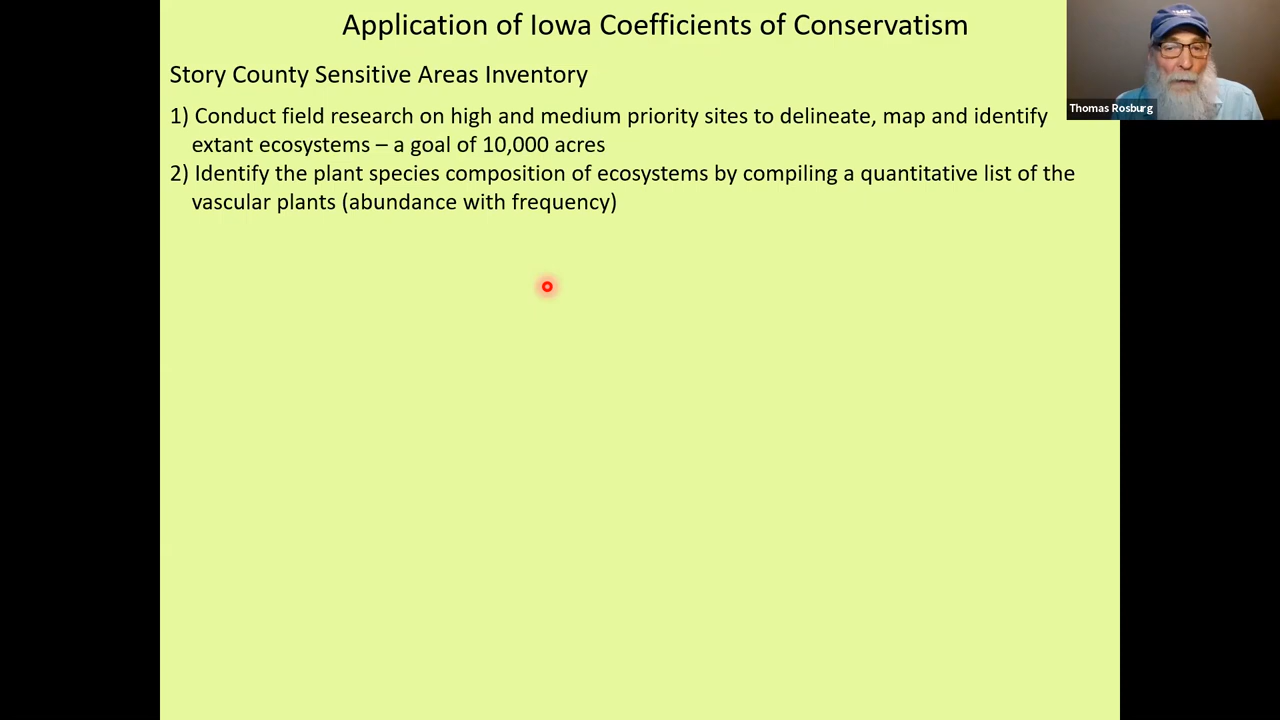 Application of Iowa Coefficients of Conservatism
Story County Sensitive Areas Inventory
1) Conduct field research on high and medium priority sites to delineate, map and identify
extant ecosystems – a goal of 10,000 acres
2) Identify the plant species composition of ecosystems by compiling a quantitative list of the
vascular plants (abundance with frequency)
Thomas Rosburg